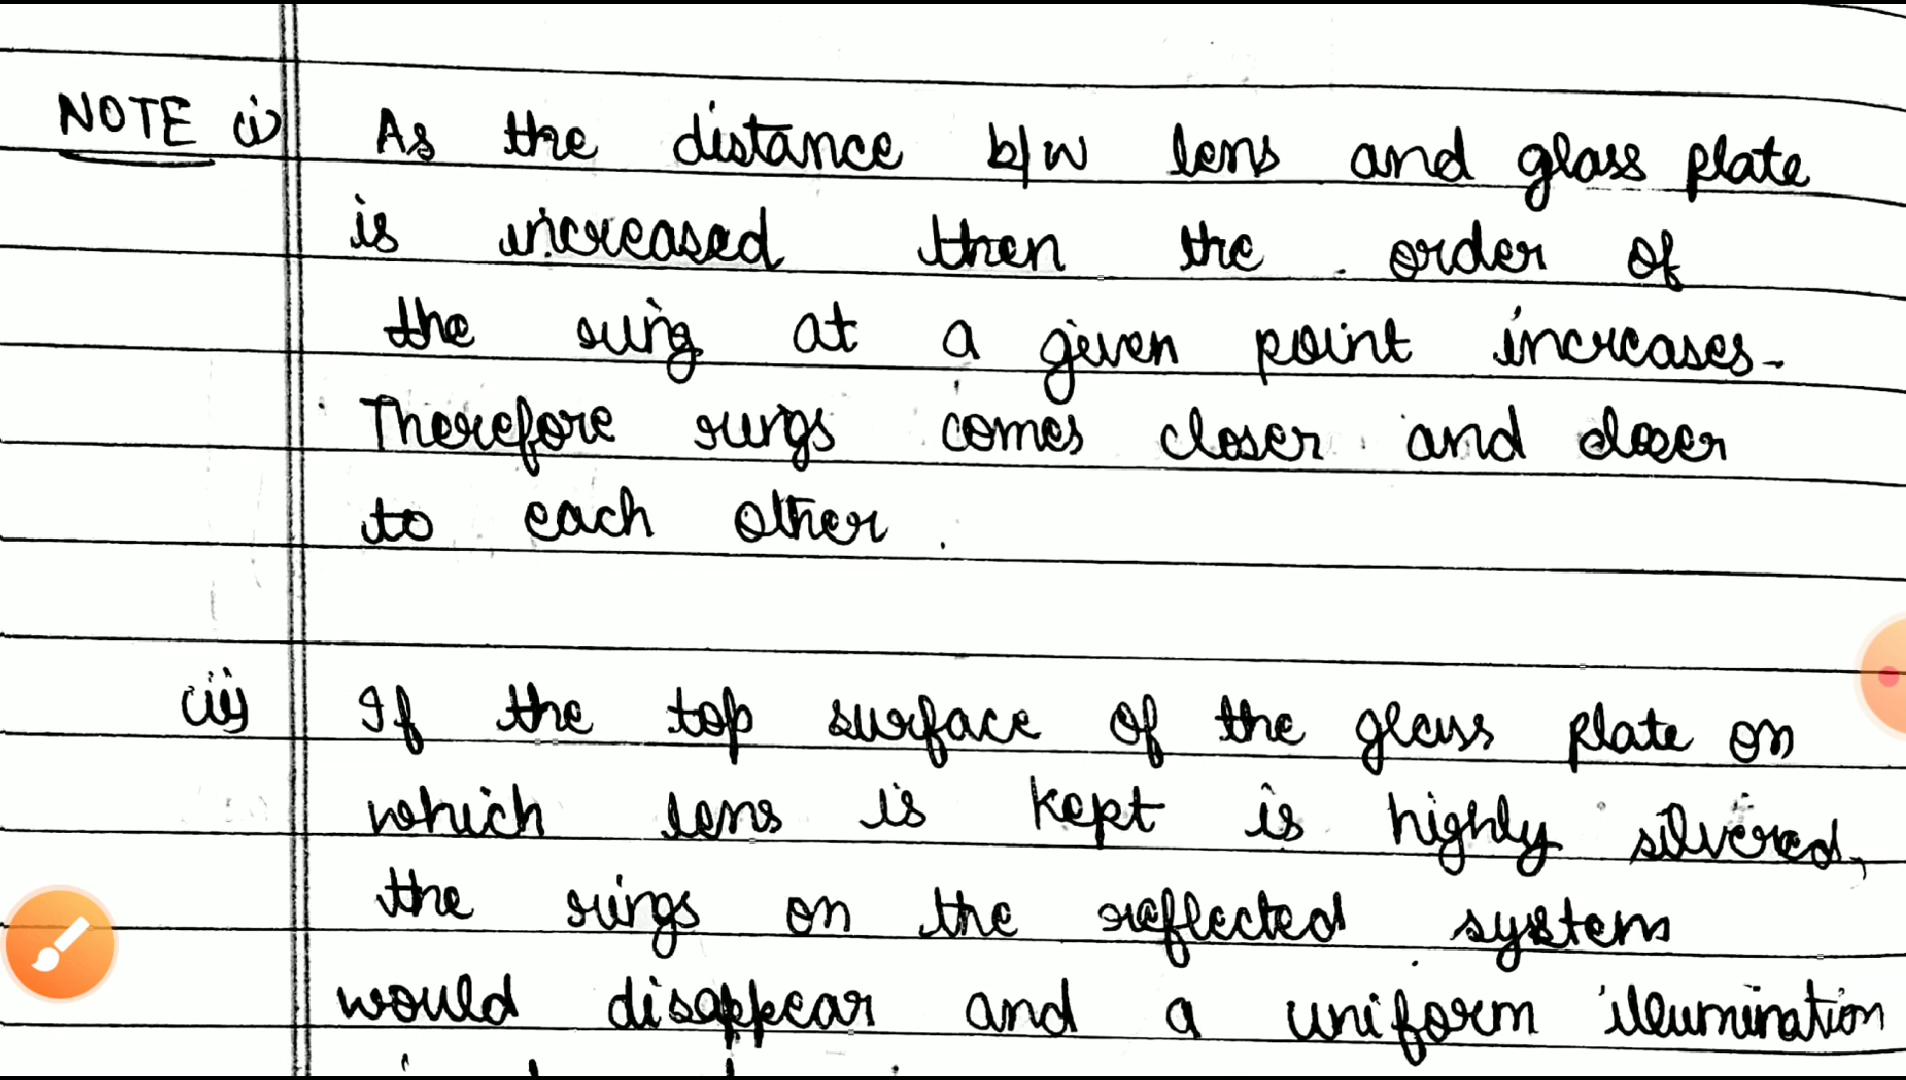 NOTE (i) As the distance b/w lens and glass plate
is increased then the order of
the ring at a given point increases.
Therefore rings comes closer and closer
to each other.
(ii) If the top surface of the glass plate on
which lens is kept is highly silvered,
the rings on the reflected system
would disappear and a uniform illumination